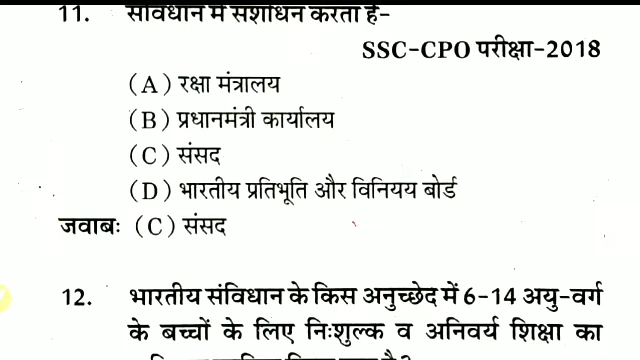 11. संविधान में संशोधन करता है-
SSC-CPO परीक्षा-2018
(A) रक्षा मंत्रालय
(B) प्रधानमंत्री कार्यालय
(C) संसद
(D) भारतीय प्रतिभूति और विनियय बोर्ड
जवाबः (C) संसद
12. भारतीय संविधान के किस अनुच्छेद में 6-14 आयु-वर्ग
के बच्चों के लिए निःशुल्क व अनिवर्य शिक्षा का